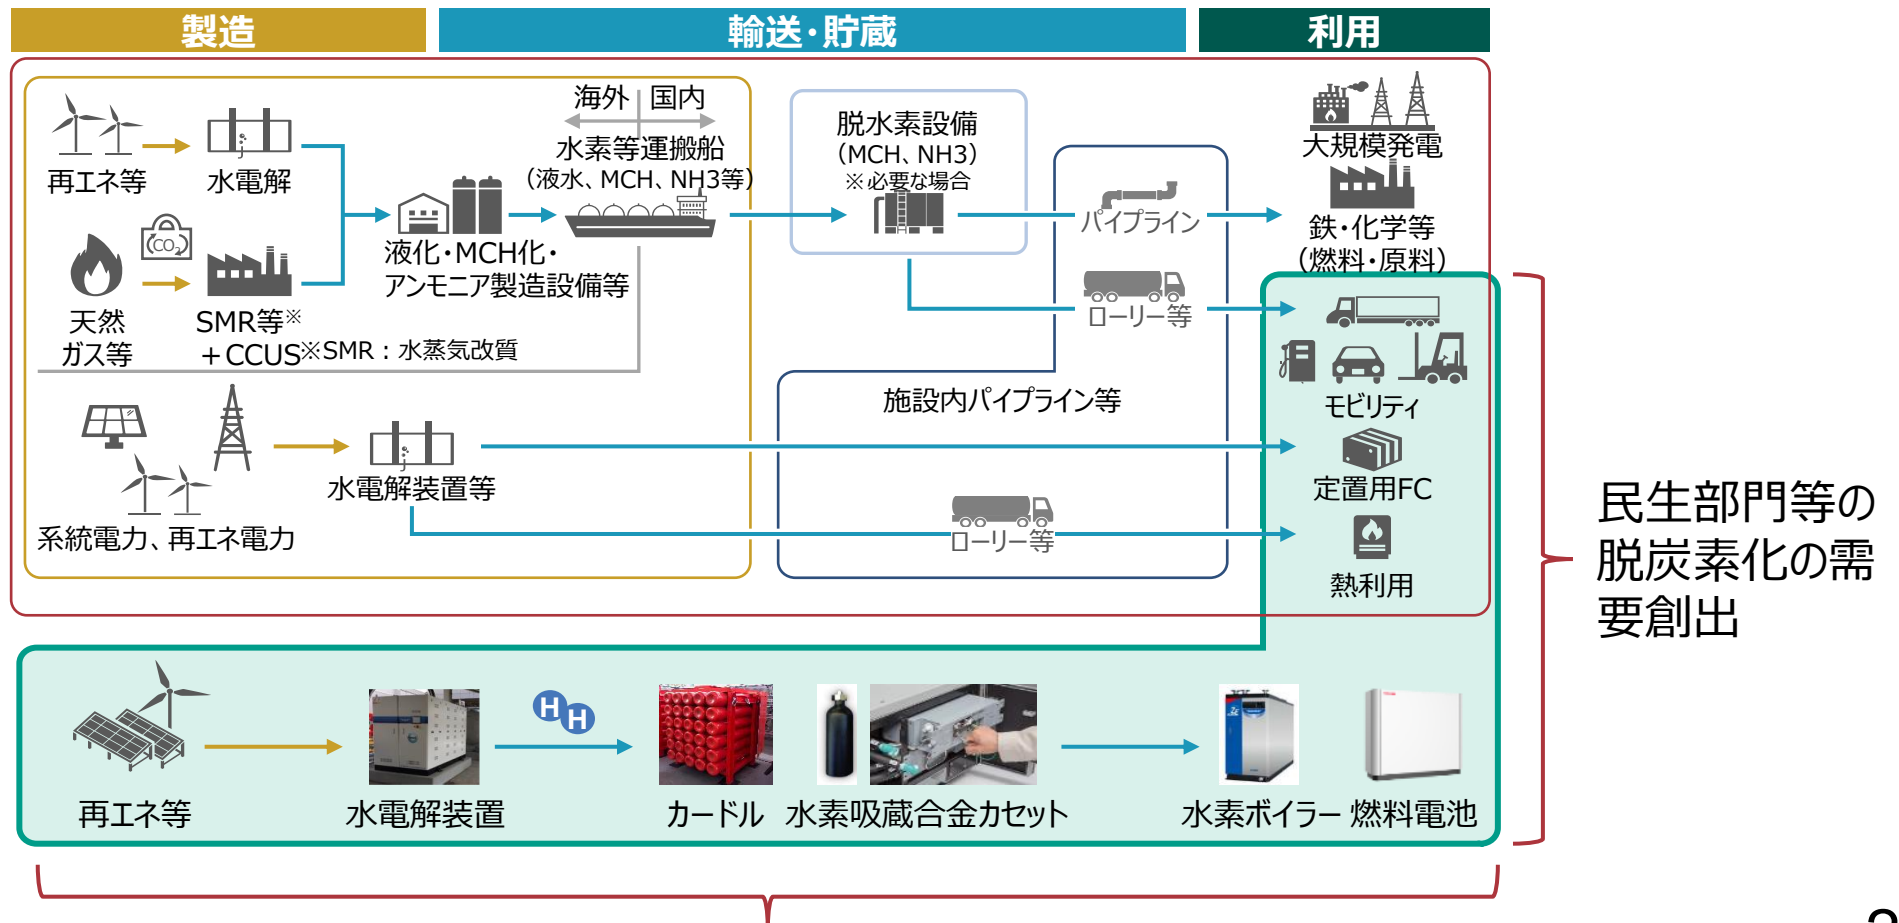 製造
輸送・貯蔵
利用
海外 国内
水素等運搬船
（液水、MCH、NH3等）
再エネ等
水電解
CO₂
天然
ガス等
SMR等※
＋CCUS
※SMR：水蒸気改質
液化・MCH化・
アンモニア製造設備等
脱水素設備
（MCH、NH3）
※必要な場合
パイプライン
ローリー等
施設内パイプライン等
大規模発電
鉄・化学等
（燃料・原料）
モビリティ
定置用FC
熱利用
系統電力、再エネ電力
水電解装置等
ローリー等
民生部門等の
脱炭素化の需
要創出
H H
再エネ等
水電解装置
カードル
水素吸蔵合金カセット
水素ボイラー
燃料電池